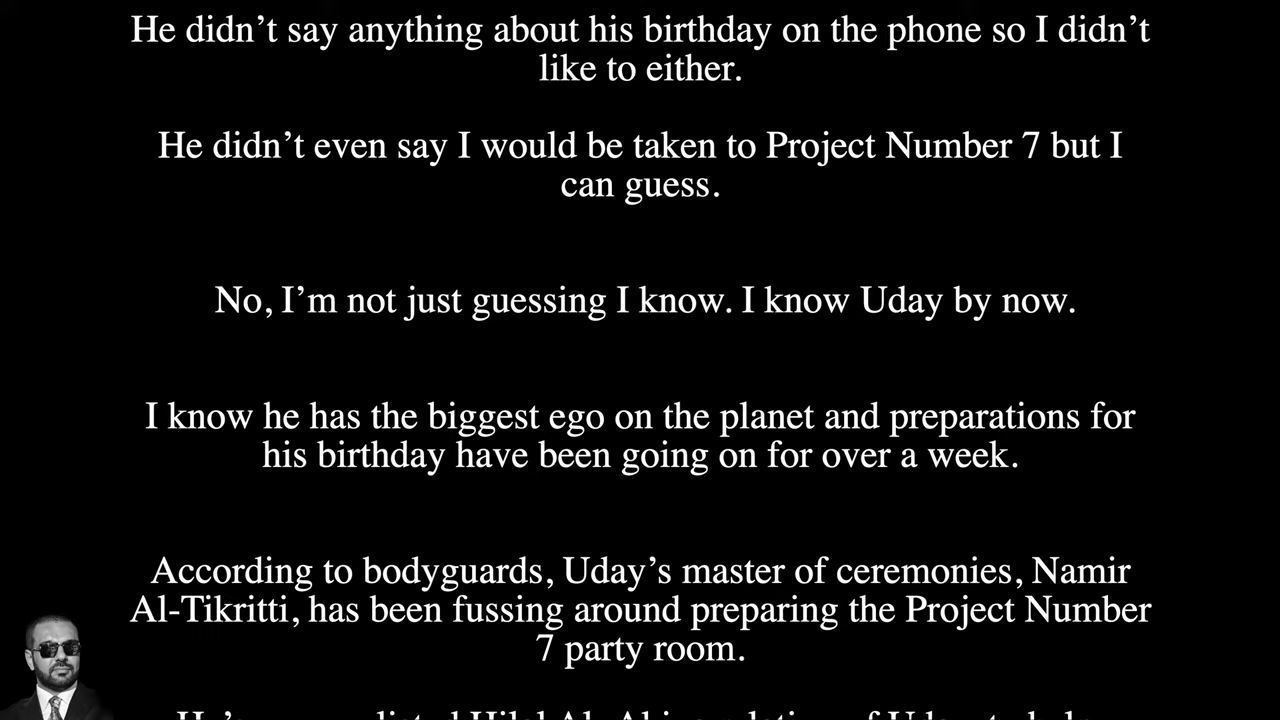 He didn’t say anything about his birthday on the phone so I didn’t
like to either.
He didn’t even say I would be taken to Project Number 7 but I
can guess.
No, I’m not just guessing I know. I know Uday by now.
I know he has the biggest ego on the planet and preparations for
his birthday have been going on for over a week.
According to bodyguards, Uday’s master of ceremonies, Namir
Al-Tikritti, has been fussing around preparing the Project Number
7 party room.